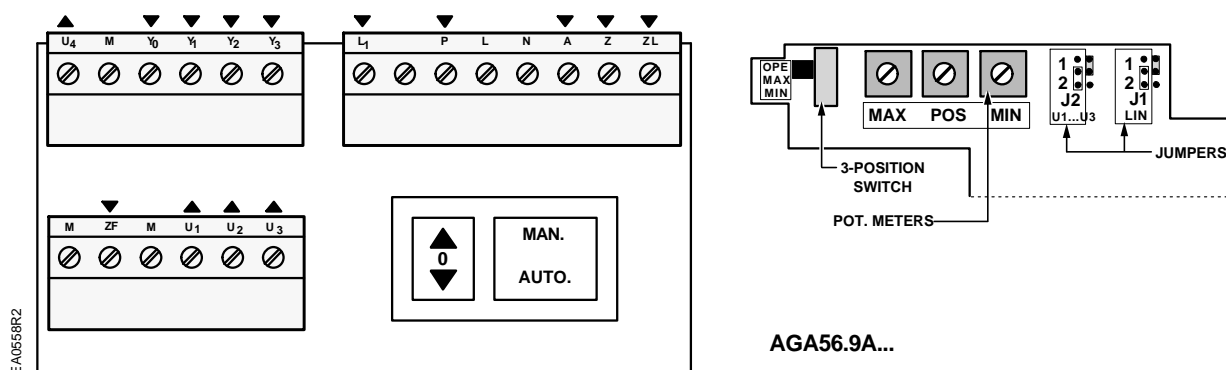 U4 M Y0 Y1 Y2 Y3
L1 P L N A Z ZL
M ZF M U1 U2 U3
0
MAN.
AUTO.
EA0558R2
OPE
MAX
MIN
MAX POS MIN
1
2
J2
U1...U3
1
2
J1
LIN
JUMPERS
3-POSITION
SWITCH
POT. METERS
AGA56.9A...